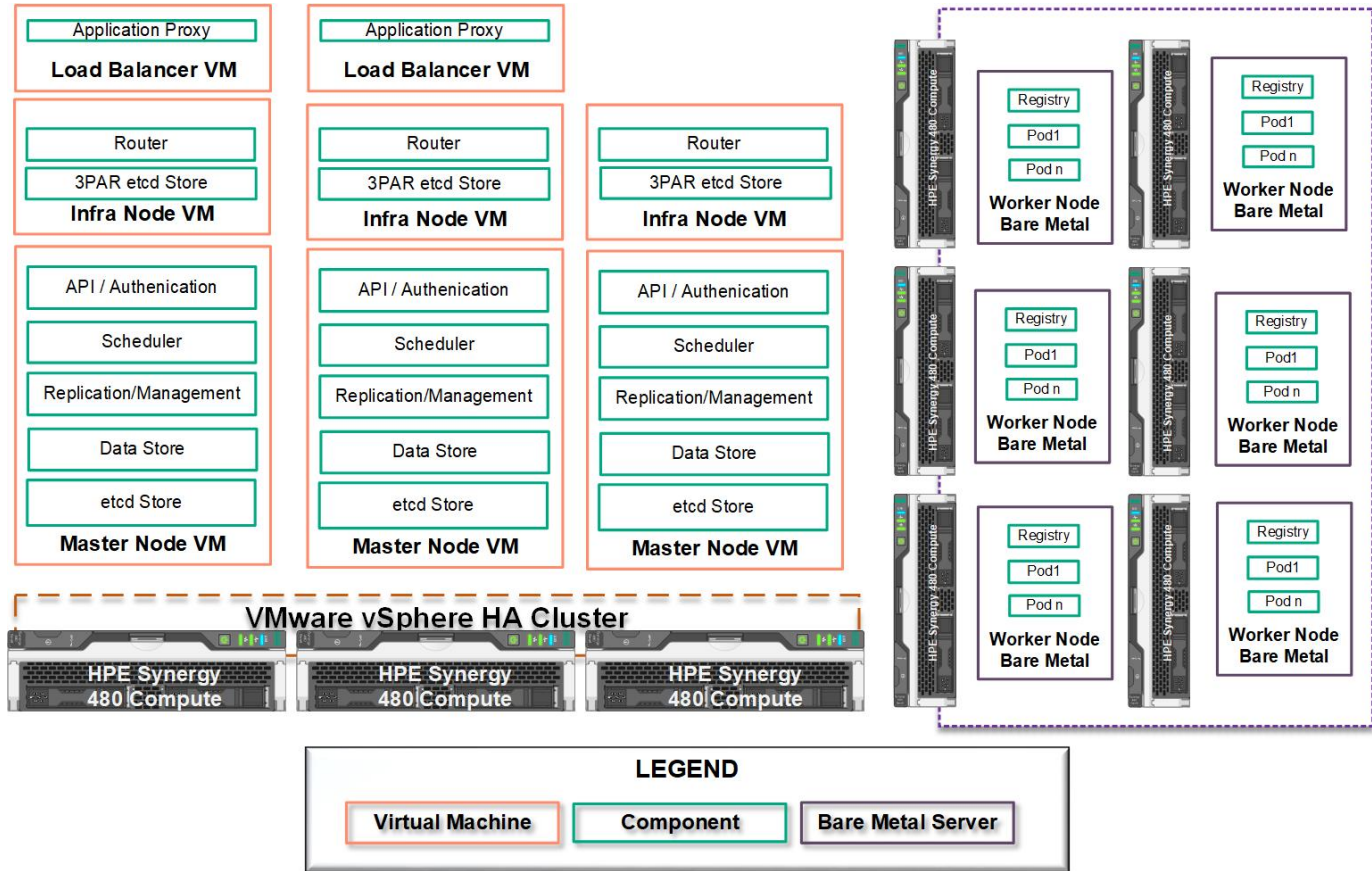 Application Proxy
Load Balancer VM
Application Proxy
Load Balancer VM
Router
3PAR etcd Store
Infra Node VM
Router
3PAR etcd Store
Infra Node VM
Router
3PAR etcd Store
Infra Node VM
API / Authenication
Scheduler
Replication/Management
Data Store
etcd Store
Master Node VM
API / Authenication
Scheduler
Replication/Management
Data Store
etcd Store
Master Node VM
API / Authenication
Scheduler
Replication/Management
Data Store
etcd Store
Master Node VM
VMware vSphere HA Cluster
HPE Synergy
480 Compute
HPE Synergy
480 Compute
HPE Synergy
480 Compute
HPE Synergy 480 Compute
Registry
Pod1
Pod n
Worker Node
Bare Metal
HPE Synergy 480 Compute
Registry
Pod1
Pod n
Worker Node
Bare Metal
HPE Synergy 480 Compute
Registry
Pod1
Pod n
Worker Node
Bare Metal
HPE Synergy 480 Compute
Registry
Pod1
Pod n
Worker Node
Bare Metal
HPE Synergy 480 Compute
Registry
Pod1
Pod n
Worker Node
Bare Metal
HPE Synergy 480 Compute
Registry
Pod1
Pod n
Worker Node
Bare Metal
LEGEND
Virtual Machine
Component
Bare Metal Server